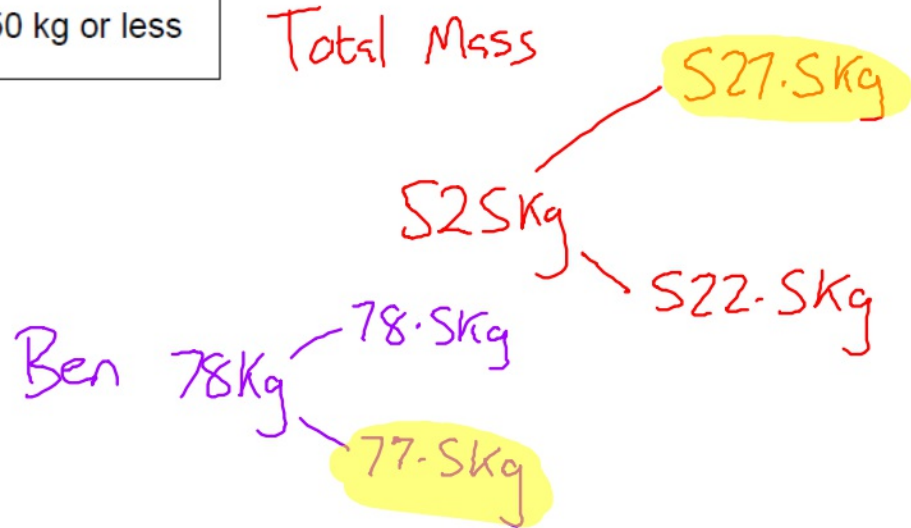 50 kg or less
Total Mass
527.5Kg
525Kg
522.5Kg
78.5Kg
Ben 78Kg
77.5Kg